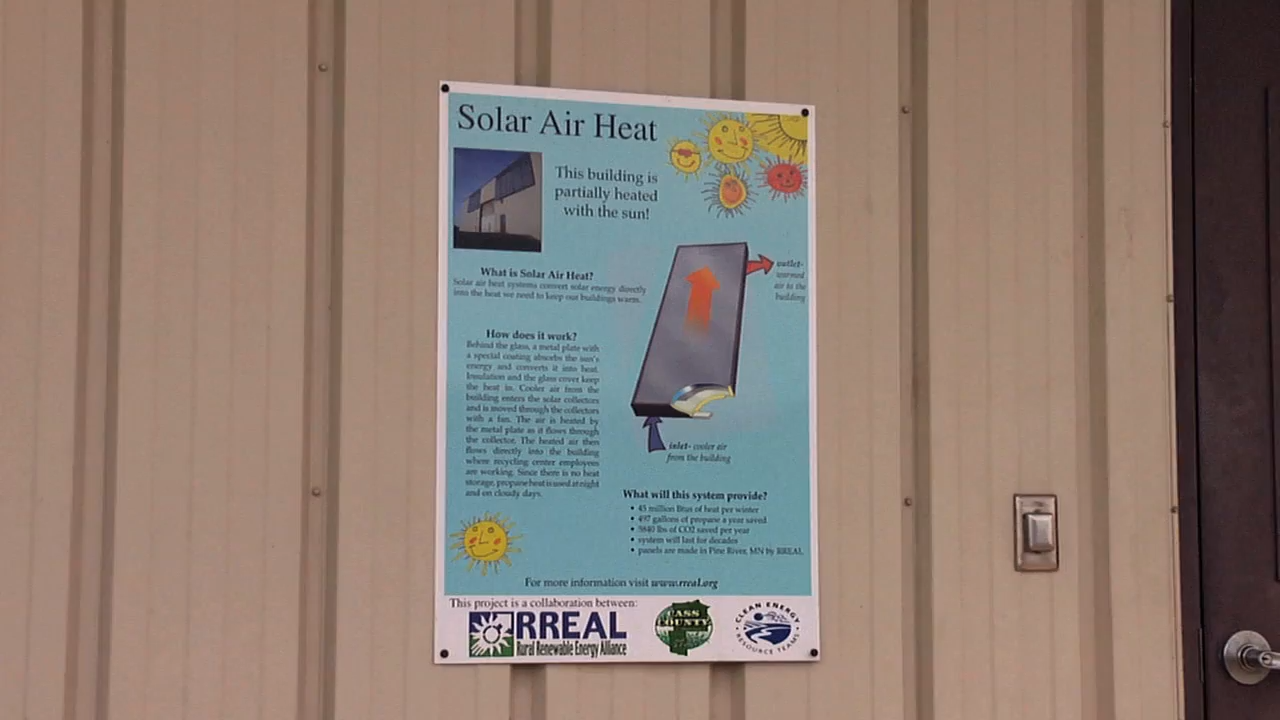 Solar Air Heat
This building is
partially heated
with the sun!
What is Solar Air Heat?
Solar air heat systems convert solar energy directly
into the heat we need to keep our buildings warm.
outlet-
warmed
air to the
building
How does it work?
Behind the glass, a metal plate with
a special coating absorbs the sun's
energy and converts it into heat.
Insulation and the glass cover keep
the heat in. Cooler air from the
building enters the solar collectors
and is moved through the collectors
with a fan. The air is heated by
the metal plate as it flows through
the collector. The heated air then
flows directly into the building
where recycling center employees
are working. Since there is no heat
storage, propane heat is used at night
and on cloudy days.
inlet- cooler air
from the building
What will this system provide?
• 45 million Btus of heat per winter
• 497 gallons of propane a year saved
• 5840 lbs of CO2 saved per year
• system will last for decades
• panels are made in Pine River, MN by RREAL
For more information visit www.rreal.org
This project is a collaboration between:
RREAL
Rural Renewable Energy Alliance
CASS
COUNTY
CLEAN ENERGY
RESOURCE TEAMS